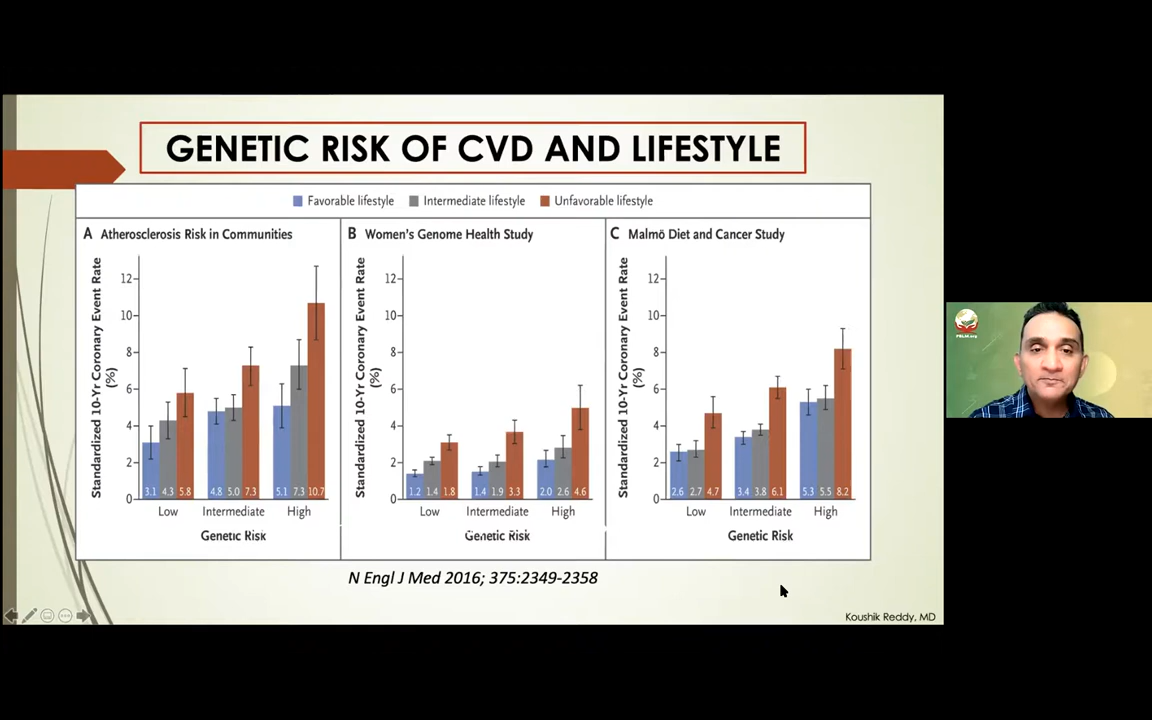 GENETIC RISK OF CVD AND LIFESTYLE
Favorable lifestyle Intermediate lifestyle Unfavorable lifestyle
A Atherosclerosis Risk in Communities
Standardized 10-Yr Coronary Event Rate (%)
12
10
8
6
4
2
0
3.1 4.3 5.8 4.8 5.0 7.3 5.1 7.3 10.7
Low Intermediate High
Genetic Risk
B Women's Genome Health Study
Standardized 10-Yr Coronary Event Rate (%)
12
10
8
6
4
2
0
1.2 1.4 1.8 1.4 1.9 3.3 2.0 2.6 4.6
Low Intermediate High
Genetic Risk
C Malmö Diet and Cancer Study
Standardized 10-Yr Coronary Event Rate (%)
12
10
8
6
4
2
0
2.6 2.7 4.7 3.4 3.8 6.1 5.3 5.5 8.2
Low Intermediate High
Genetic Risk
N Engl J Med 2016; 375:2349-2358
Koushik Reddy, MD